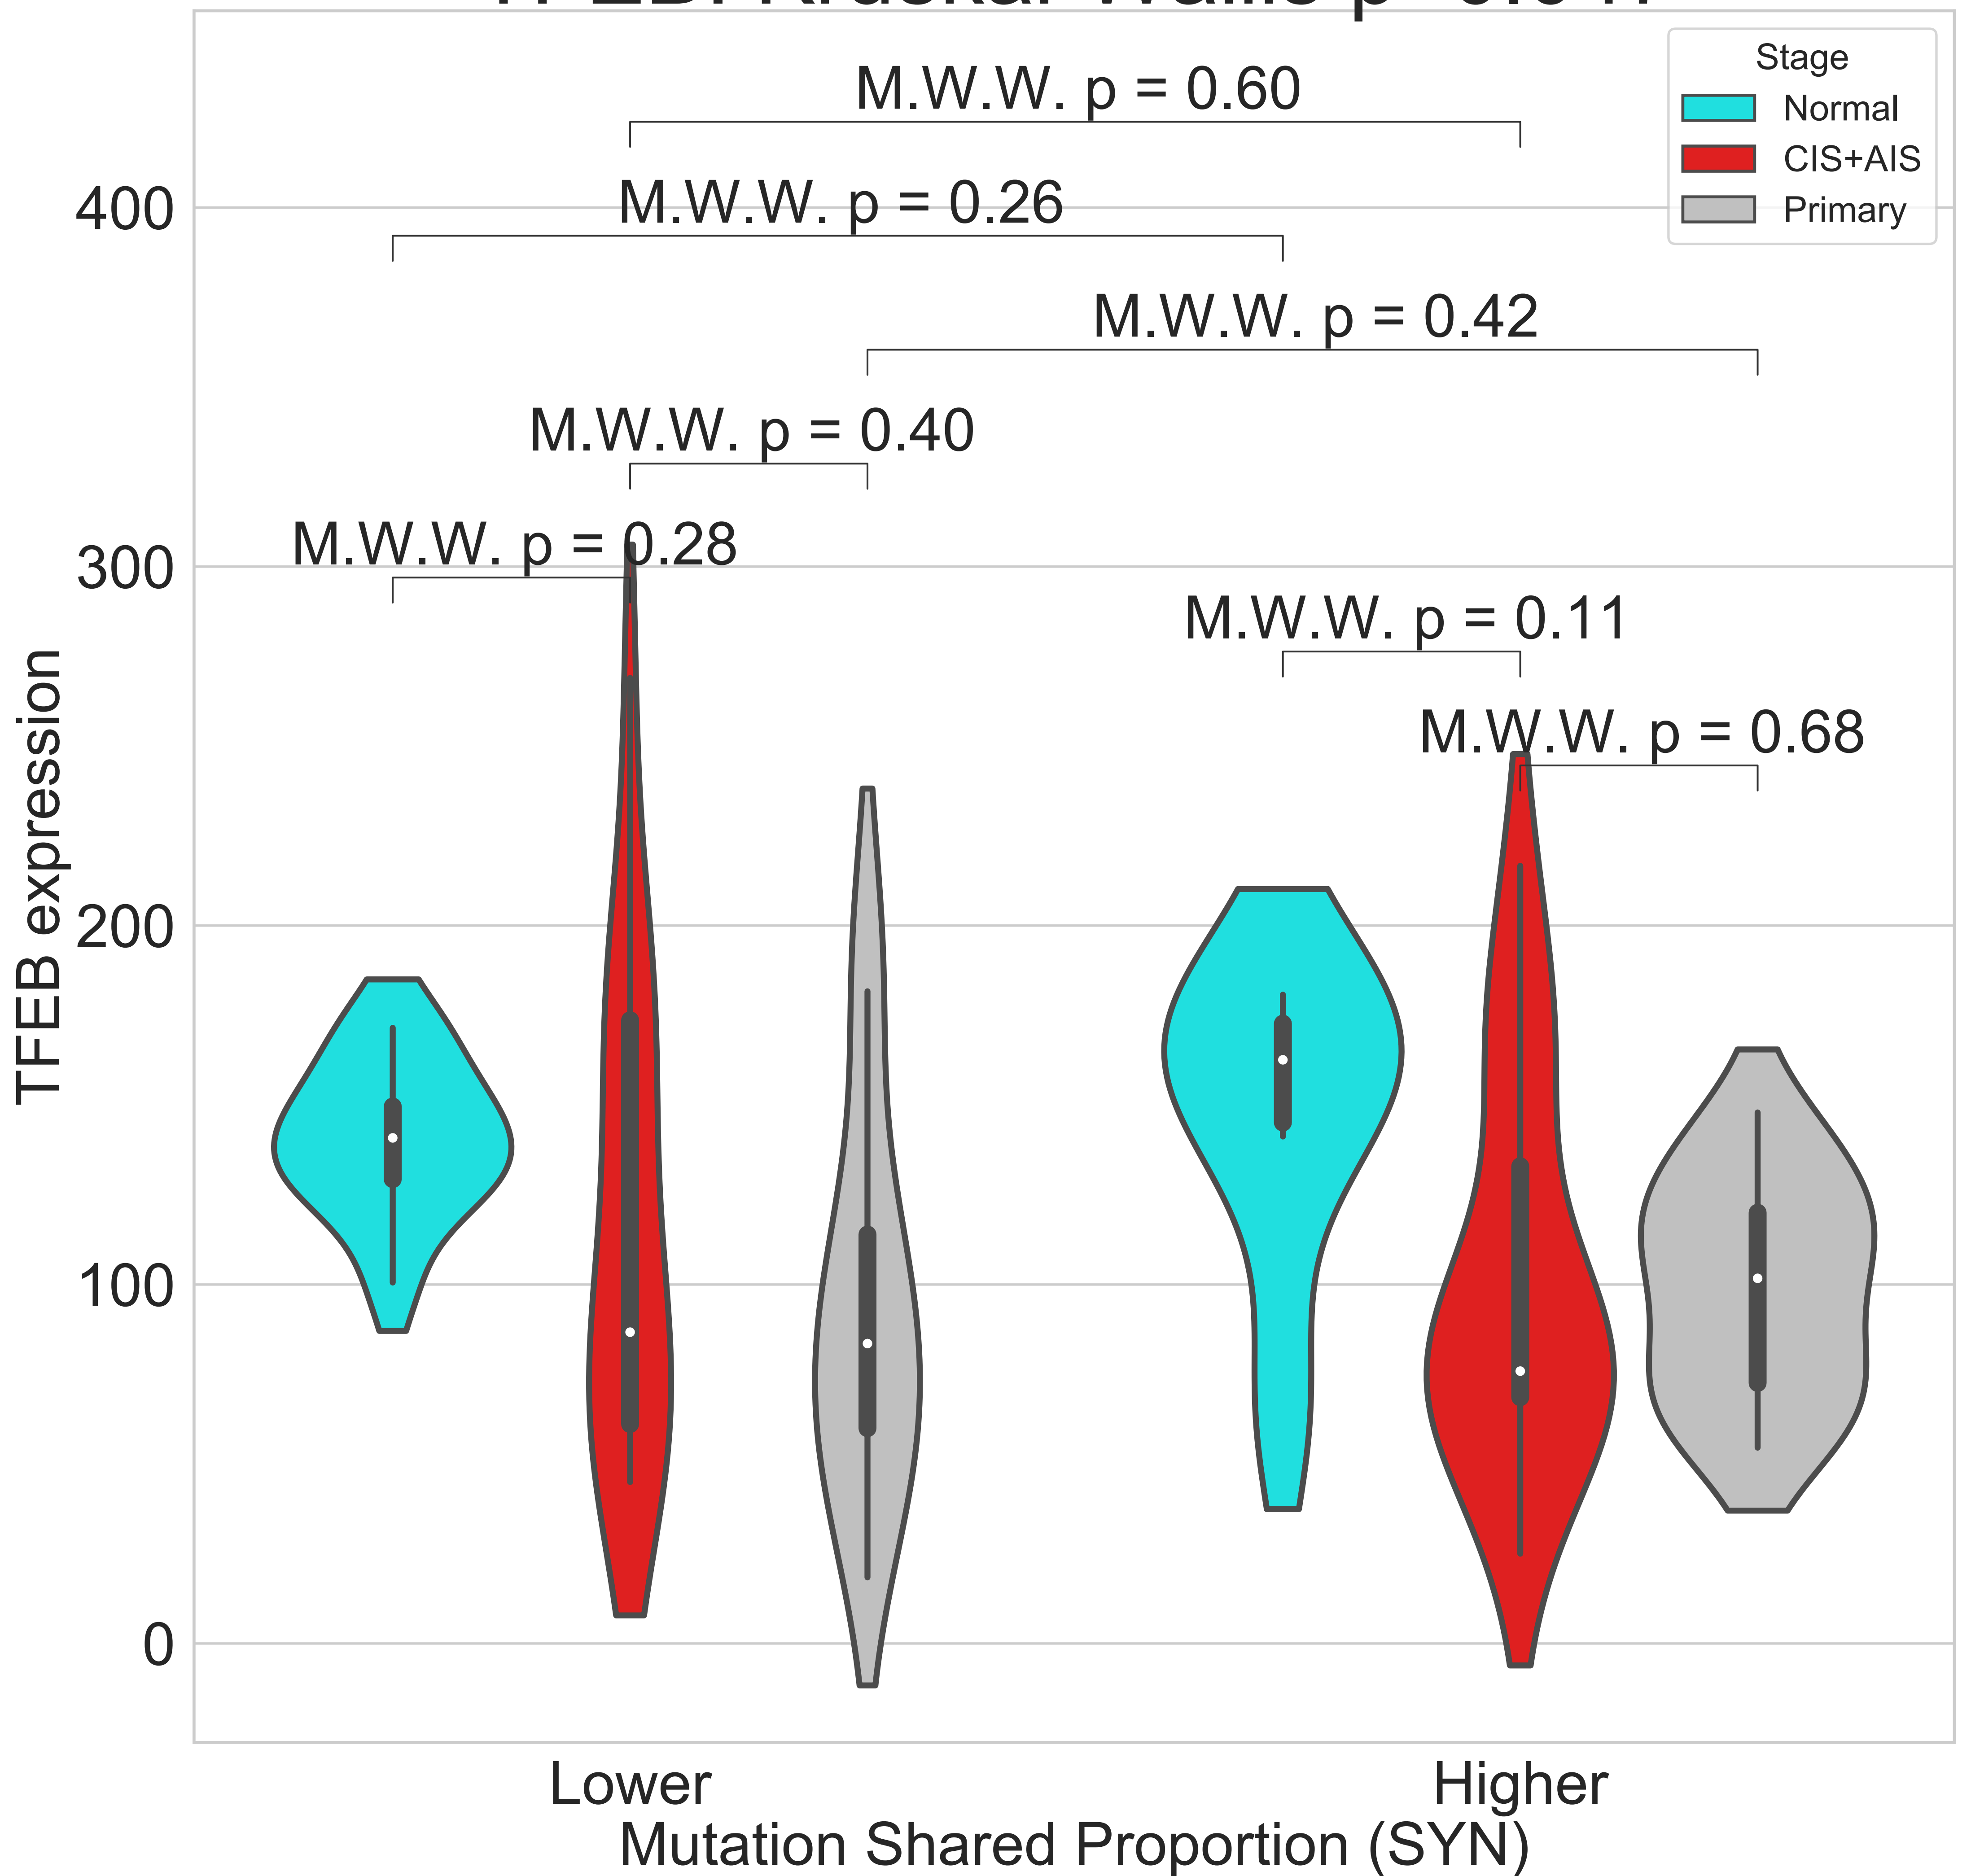 Stage
Normal
CIS+AIS
Primary
M.W.W. p = 0.60
M.W.W. p = 0.26
M.W.W. p = 0.42
M.W.W. p = 0.40
M.W.W. p = 0.28
M.W.W. p = 0.11
M.W.W. p = 0.68
400
300
200
100
0
TFEB expression
Lower
Higher
Mutation Shared Proportion (SYN)